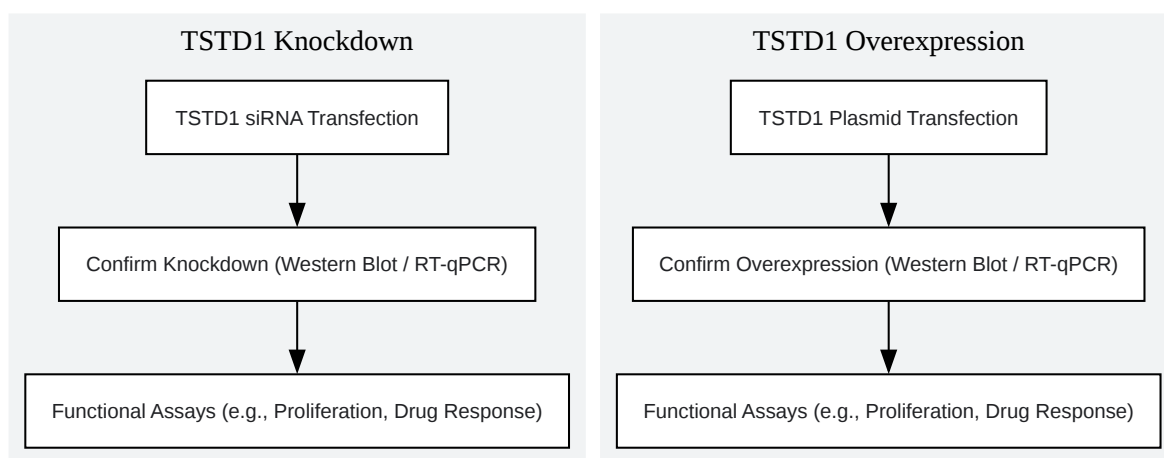 TSTD1 Knockdown
TSTD1 siRNA Transfection
Confirm Knockdown (Western Blot / RT-qPCR)
Functional Assays (e.g., Proliferation, Drug Response)
TSTD1 Overexpression
TSTD1 Plasmid Transfection
Confirm Overexpression (Western Blot / RT-qPCR)
Functional Assays (e.g., Proliferation, Drug Response)